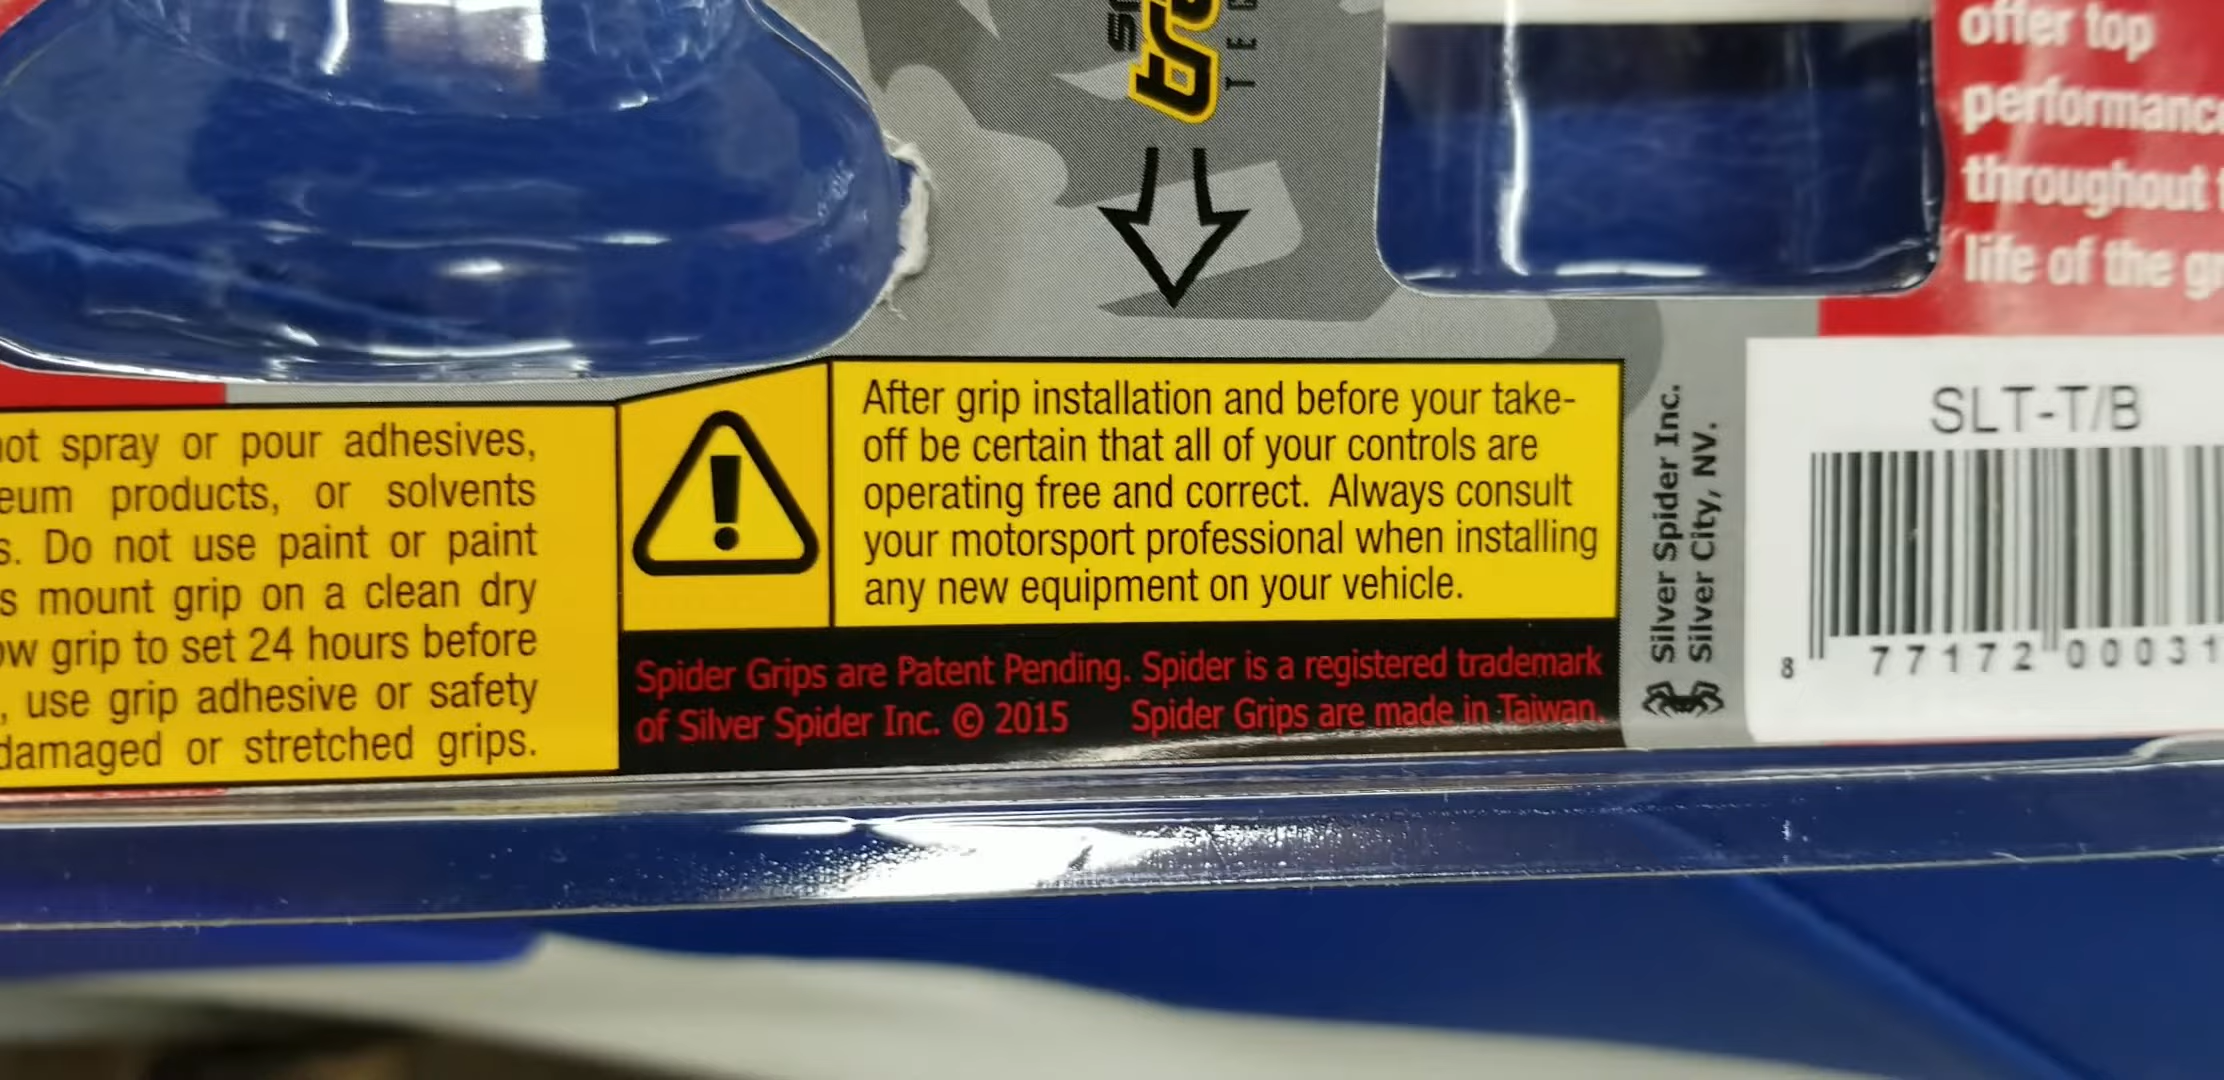 offer top
performance
throughout
life of the
not spray or pour adhesives,
products, or solvents
Do not use paint or paint
mount grip on a clean dry
grip to set 24 hours before
, use grip adhesive or safety
damaged or stretched grips.
After grip installation and before your take-
off be certain that all of your controls are
operating free and correct. Always consult
your motorsport professional when installing
any new equipment on your vehicle.
Spider Grips are Patent Pending. Spider is a registered trademark
of Silver Spider Inc. © 2015 Spider Grips are made in Taiwan.
Silver Spider Inc.
Silver City, NV.
SLT-T/B
8 77172 00031